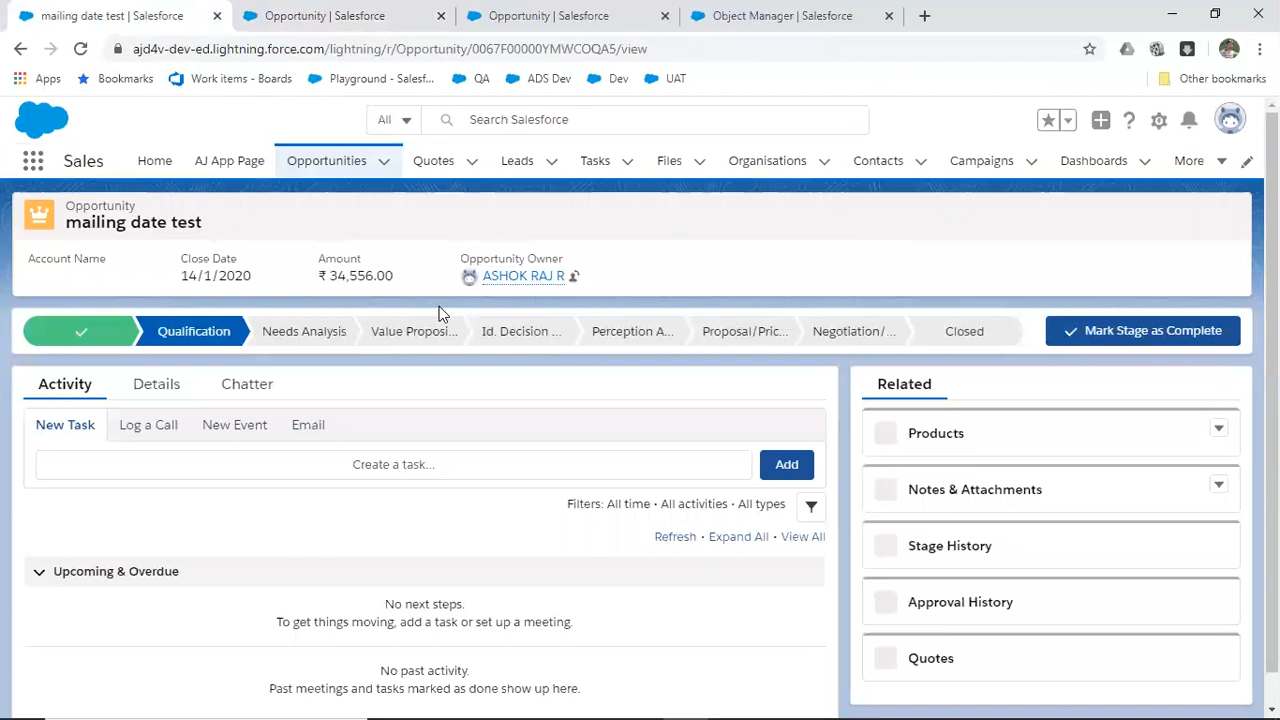 mailing date test | Salesforce
Opportunity | Salesforce
Opportunity | Salesforce
Object Manager | Salesforce
ajd4v-dev-ed.lightning.force.com/lightning/r/Opportunity/0067F00000YMWCOQA5/view
Apps Bookmarks Work items - Boards Playground - Salesf... QA ADS Dev Dev UAT Other bookmarks
All Search Salesforce
Sales Home AJ App Page Opportunities Quotes Leads Tasks Files Organisations Contacts Campaigns Dashboards More
Opportunity
mailing date test
Account Name Close Date Amount Opportunity Owner
14/1/2020 ₹ 34,556.00 ASHOK RAJ R
Qualification Needs Analysis Value Proposi... Id. Decision ... Perception A... Proposal/Pric... Negotiation/... Closed Mark Stage as Complete
Activity Details Chatter
New Task Log a Call New Event Email
Create a task... Add
Filters: All time • All activities • All types
Refresh • Expand All • View All
Upcoming & Overdue
No next steps.
To get things moving, add a task or set up a meeting.
No past activity.
Past meetings and tasks marked as done show up here.
Related
Products
Notes & Attachments
Stage History
Approval History
Quotes